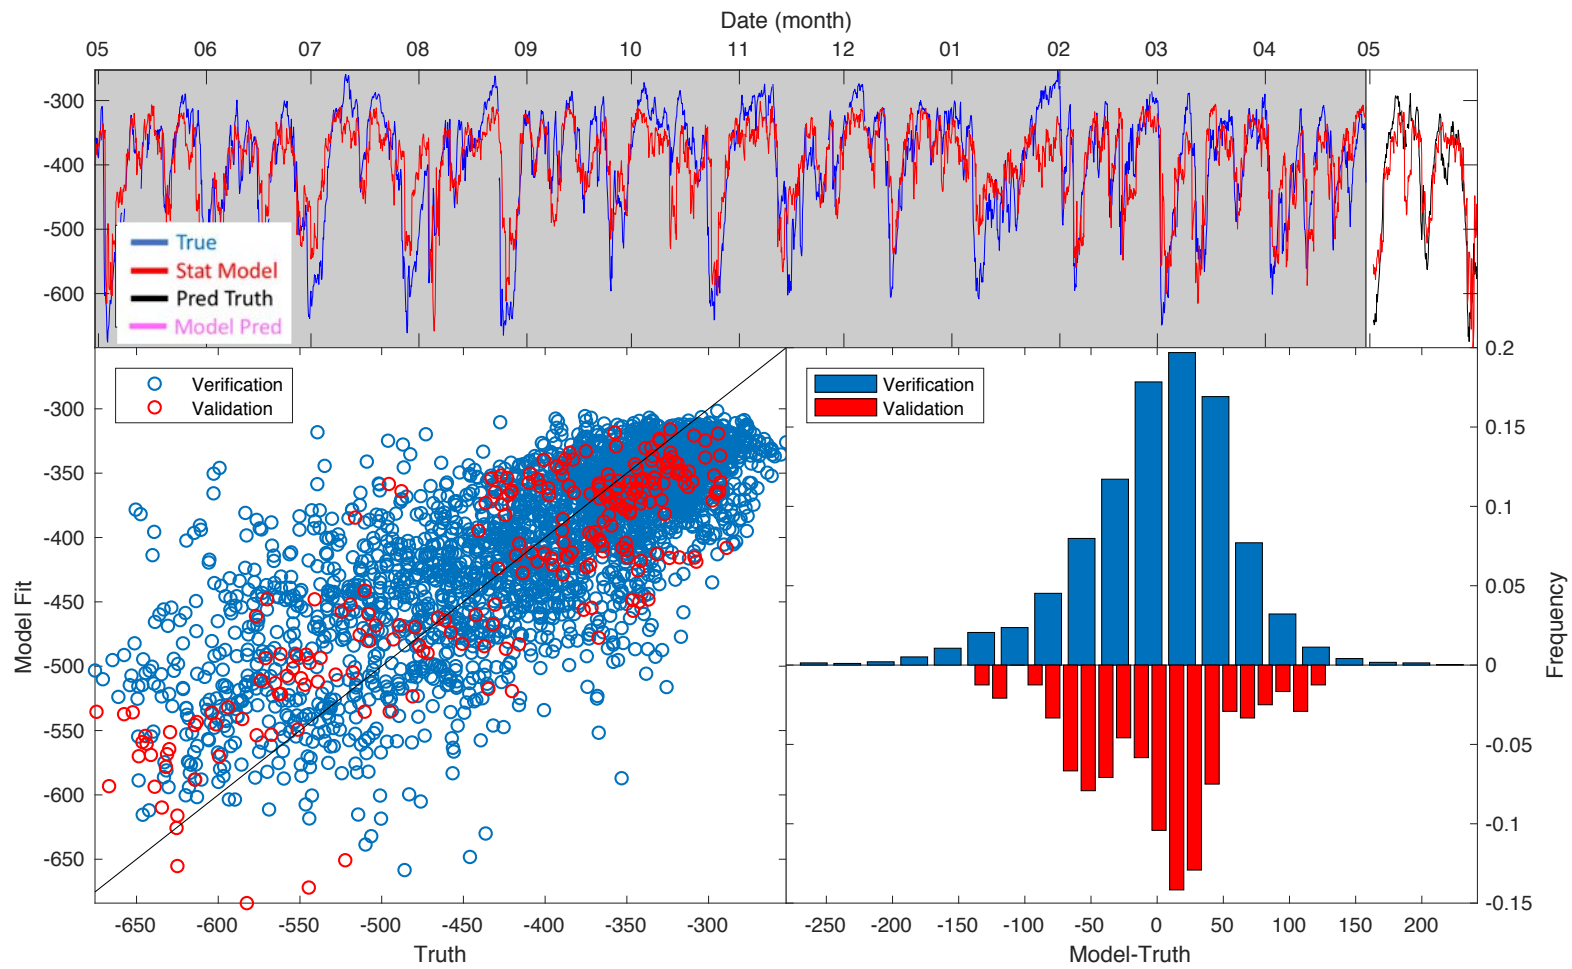 Date (month)
05 06 07 08 09 10 11 12 01 02 03 04 05
-300
-400
-500
-600
True
Stat Model
Pred Truth
Model Pred
Verification
Validation
-300
-350
-400
-450
-500
-550
-600
-650
Model Fit
-650 -600 -550 -500 -450 -400 -350 -300
Truth
Verification
Validation
0.2
0.15
0.1
0.05
0
-0.05
-0.1
-0.15
Frequency
-250 -200 -150 -100 -50 0 50 100 150 200
Model-Truth